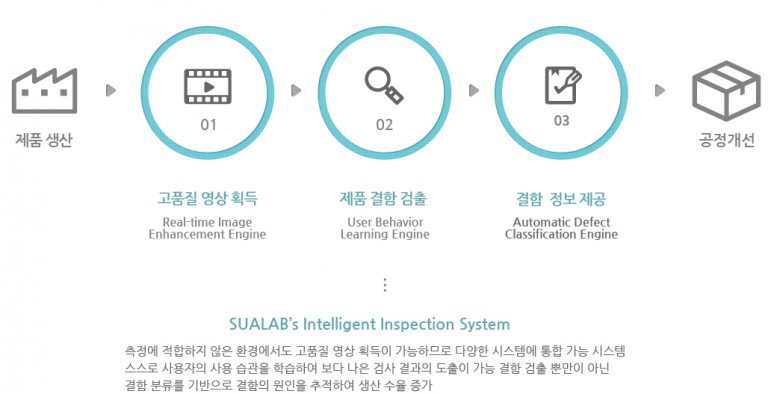 제품 생산
01
02
03
공정개선
고품질 영상 획득
Real-time Image
Enhancement Engine
제품 결함 검출
User Behavior
Learning Engine
결함 정보 제공
Automatic Defect
Classification Engine
SUALAB's Intelligent Inspection System
측정에 적합하지 않은 환경에서도 고품질 영상 획득이 가능하므로 다양한 시스템에 통합 가능 시스템
스스로 사용자의 사용 습관을 학습하여 보다 나은 검사 결과의 도출이 가능 결함 검출 뿐만이 아닌
결함 분류를 기반으로 결함의 원인을 추적하여 생산 수율 증가